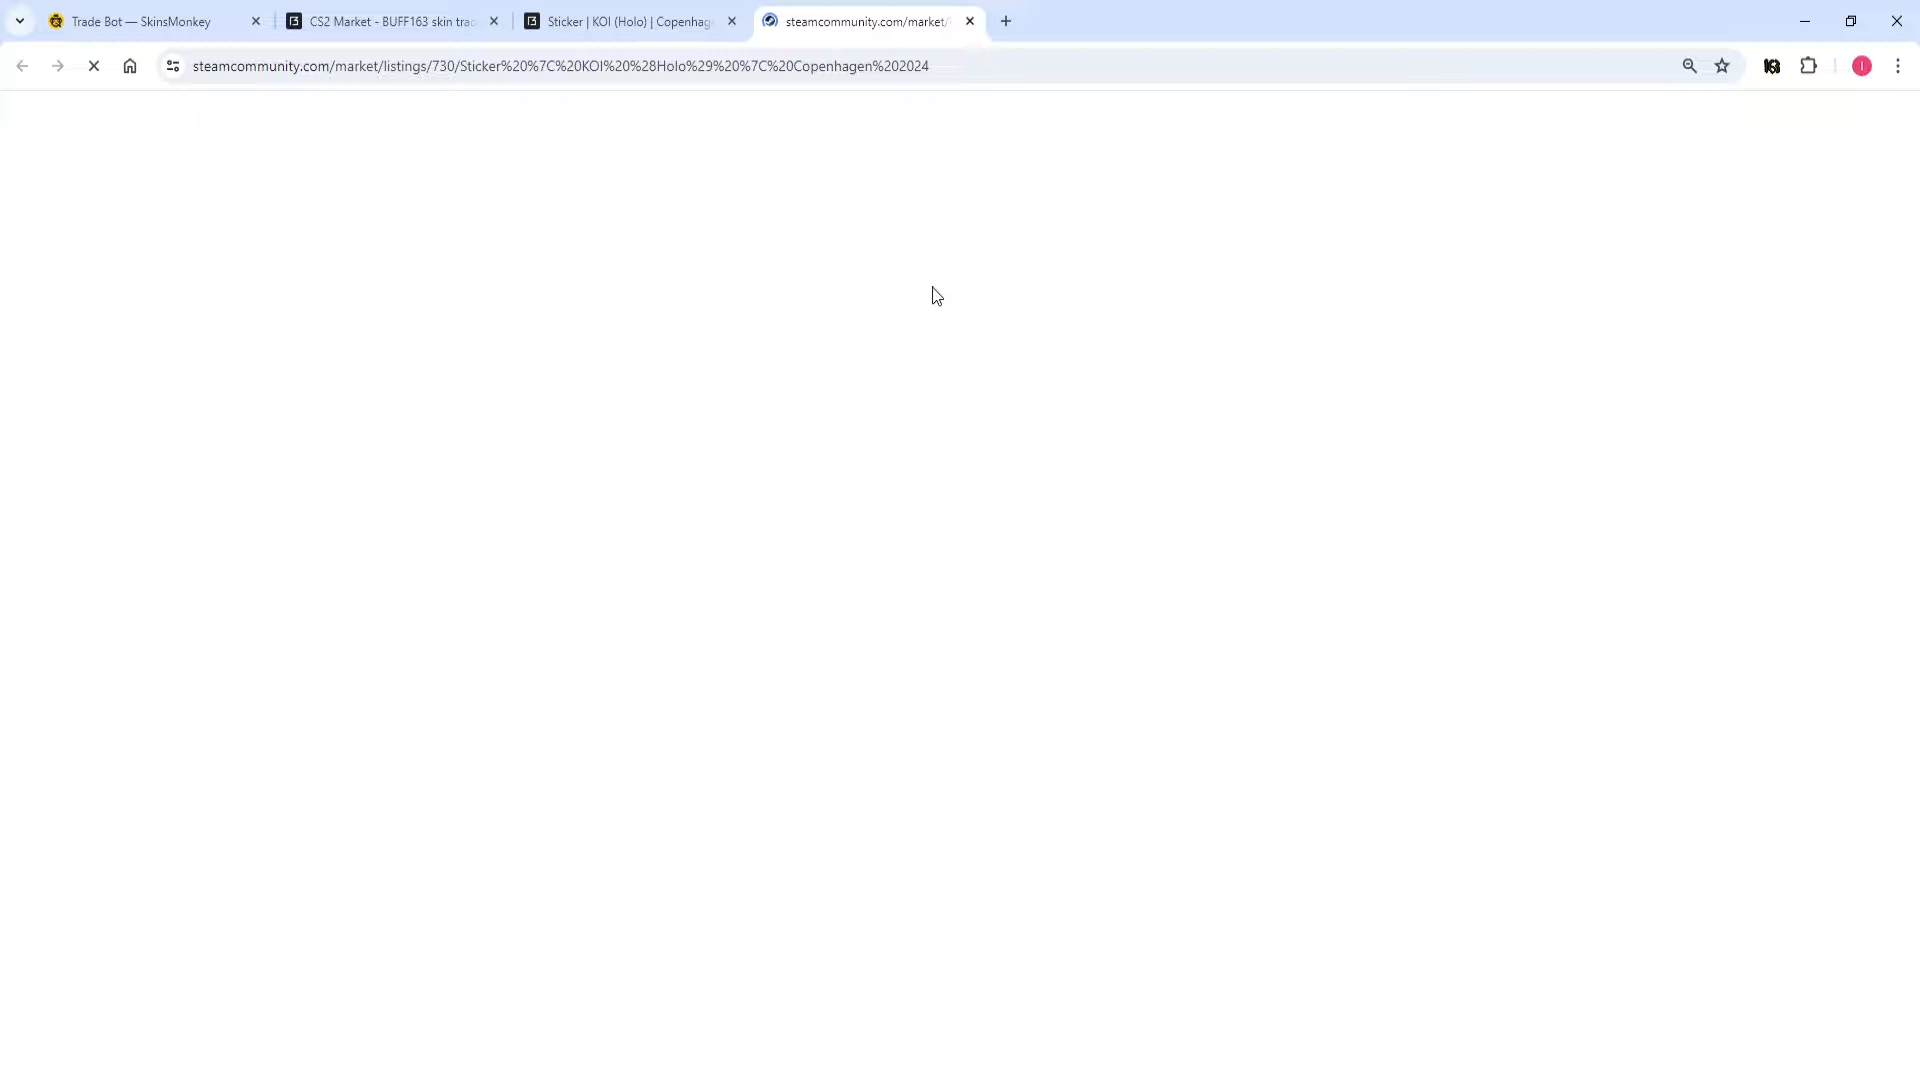 Trade Bot — SkinsMonkey
CS2 Market - BUFF163 skin trad
Sticker | KOI (Holo) | Copenhag
steamcommunity.com/market/
steamcommunity.com/market/listings/730/Sticker%20%7C%20KOI%20%28Holo%29%20%7C%20Copenhagen%202024